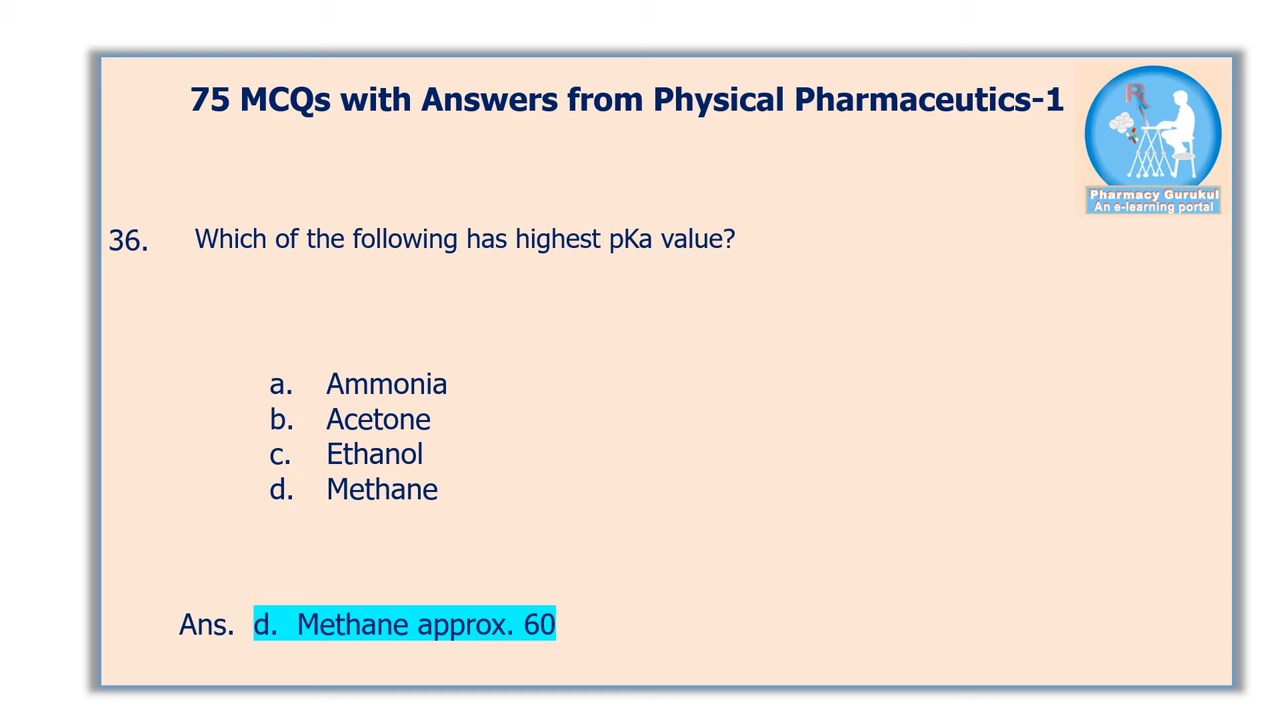 75 MCQs with Answers from Physical Pharmaceutics-1
Rx
Pharmacy Gurukul
An e-learning portal
36. Which of the following has highest pKa value?
a. Ammonia
b. Acetone
c. Ethanol
d. Methane
Ans. d. Methane approx. 60